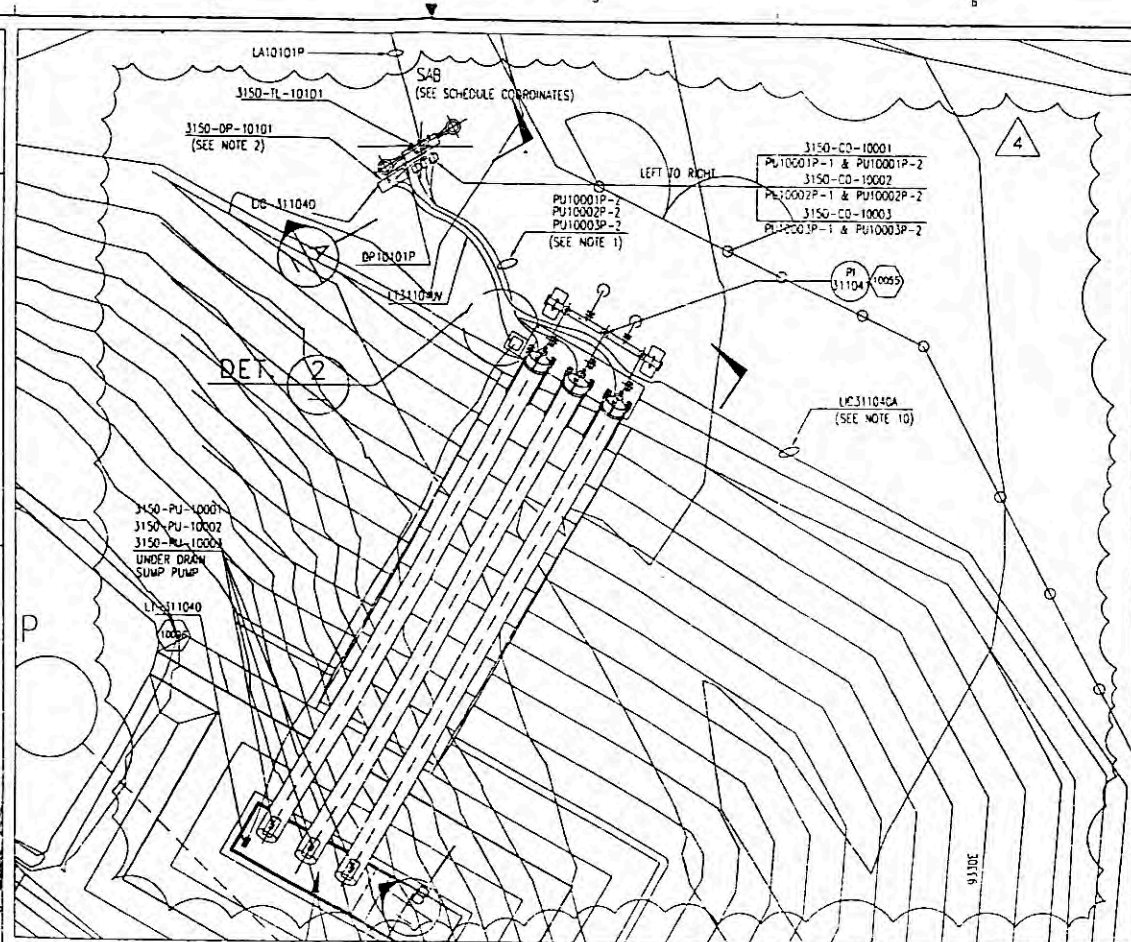 LA10101P
SAB
(SEE SCHEDULE COORDINATES)
3150-TL-10101
3150-DP-10101
(SEE NOTE 2)
4
3150-CO-10001
LEFT TO RIGHT
PU10001P-1 & PU10001P-2
3150-CO-10002
PU10002P-1 & PU10002P-2
3150-CO-10003
PU10003P-1 & PU10003P-2
PU10001P-2
PU10002P-2
PU10003P-2
(SEE NOTE 1)
311040
A
DP10101P
PI
311041
10055
DET. 2
LIC311040A
(SEE NOTE 10)
3150-PU-10001
3150-PU-10002
UNDER DRAIN
SUMP PUMP
LT-311040
P
9330E